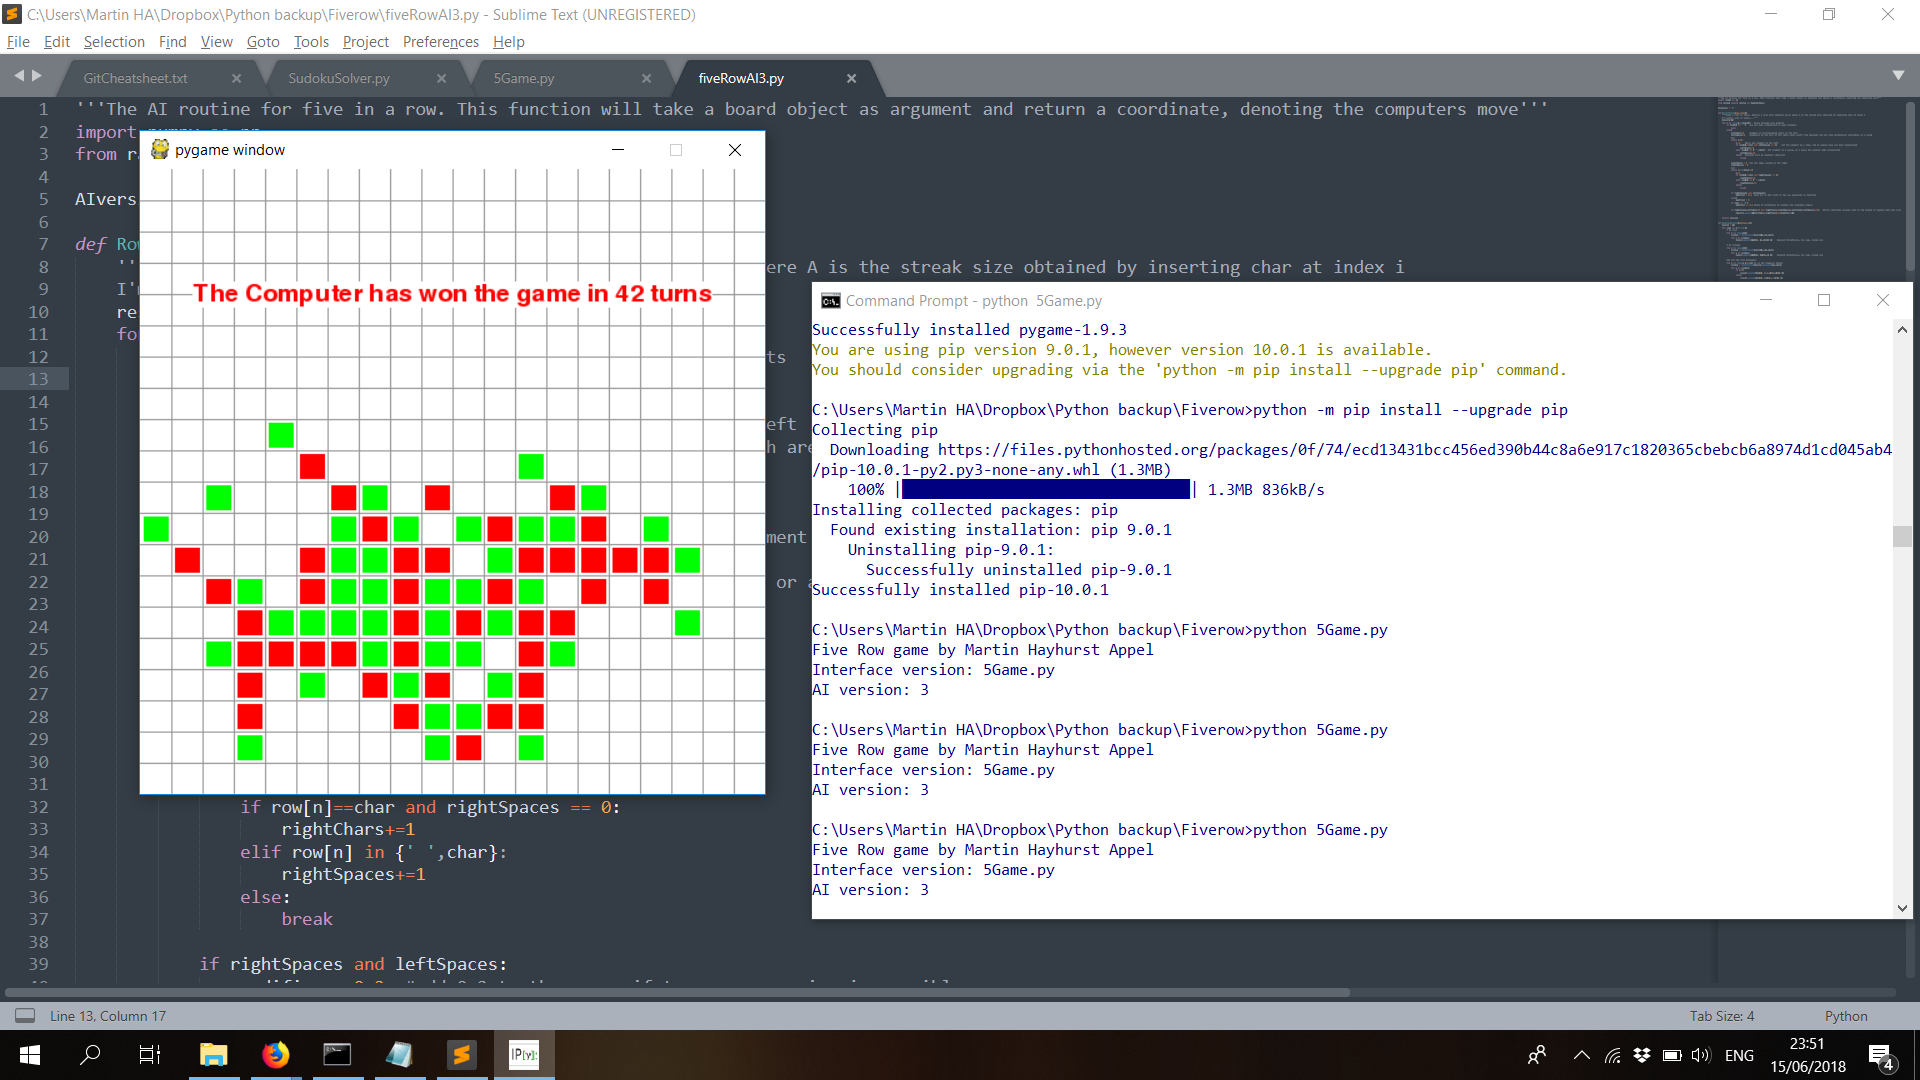 C:\Users\Martin HA\Dropbox\Python backup\Fiverow\fiveRowAI3.py - Sublime Text (UNREGISTERED)
File Edit Selection Find View Goto Tools Project Preferences Help
GitCheatsheet.txt SudokuSolver.py 5Game.py fiveRowAI3.py
1 '''The AI routine for five in a row. This function will take a board object as argument and return a coordinate, denoting the computers move'''
2 import
3 from r
4
5 AIvers
6
7 def Row
8 '' ere A is the streak size obtained by inserting char at index i
9 I'm
10 re
11 fo
12 ts
13
14
15 eft
16 h are
17
18
19
20 ment
21
22 or a
23
24
25
26
27
28
29
30
31
32 if row[n]==char and rightSpaces == 0:
33 rightChars+=1
34 elif row[n] in {' ',char}:
35 rightSpaces+=1
36 else:
37 break
38
39 if rightSpaces and leftSpaces:
pygame window
The Computer has won the game in 42 turns
Command Prompt - python  5Game.py
Successfully installed pygame-1.9.3
You are using pip version 9.0.1, however version 10.0.1 is available.
You should consider upgrading via the 'python -m pip install --upgrade pip' command.
C:\Users\Martin HA\Dropbox\Python backup\Fiverow>python -m pip install --upgrade pip
Collecting pip
Downloading https://files.pythonhosted.org/packages/0f/74/ecd13431bcc456ed390b44c8a6e917c1820365cbebcb6a8974d1cd045ab4
/pip-10.0.1-py2.py3-none-any.whl (1.3MB)
100% | | 1.3MB 836kB/s
Installing collected packages: pip
Found existing installation: pip 9.0.1
Uninstalling pip-9.0.1:
Successfully uninstalled pip-9.0.1
Successfully installed pip-10.0.1
C:\Users\Martin HA\Dropbox\Python backup\Fiverow>python 5Game.py
Five Row game by Martin Hayhurst Appel
Interface version: 5Game.py
AI version: 3
C:\Users\Martin HA\Dropbox\Python backup\Fiverow>python 5Game.py
Five Row game by Martin Hayhurst Appel
Interface version: 5Game.py
AI version: 3
C:\Users\Martin HA\Dropbox\Python backup\Fiverow>python 5Game.py
Five Row game by Martin Hayhurst Appel
Interface version: 5Game.py
AI version: 3
Line 13, Column 17 Tab Size: 4 Python
IP[y]: ENG 23:51
15/06/2018 4